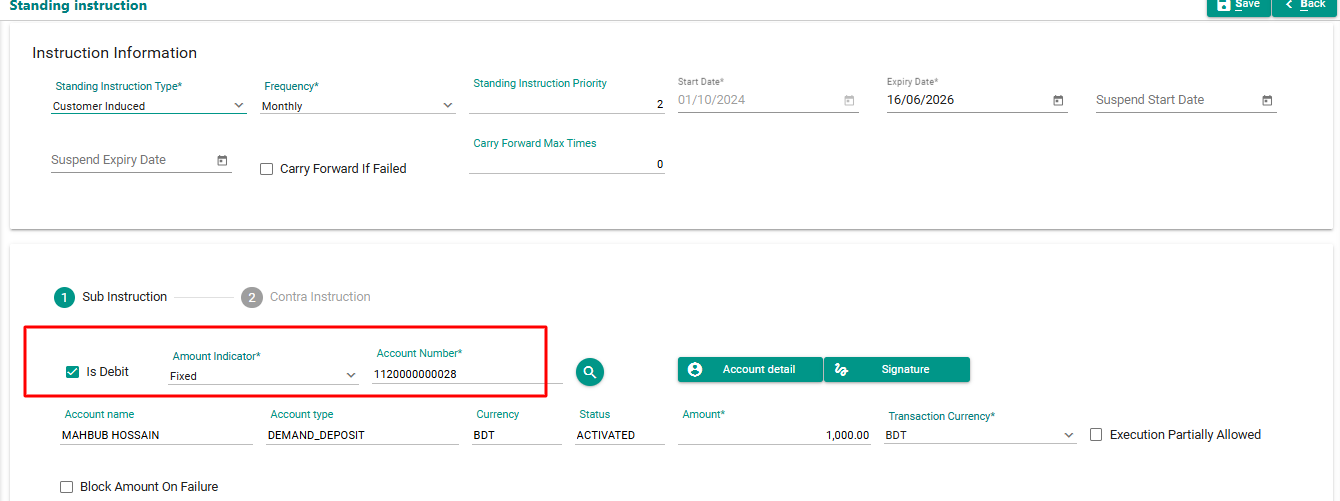 Standing instruction
Save
Back
Instruction Information
Standing Instruction Type*
Customer Induced
Frequency*
Monthly
Standing Instruction Priority
2
Start Date*
01/10/2024
Expiry Date*
16/06/2026
Suspend Start Date
Suspend Expiry Date
Carry Forward If Failed
Carry Forward Max Times
0
1 Sub Instruction
2 Contra Instruction
Is Debit
Amount Indicator*
Fixed
Account Number*
1120000000028
Account detail
Signature
Account name
MAHBUB HOSSAIN
Account type
DEMAND_DEPOSIT
Currency
BDT
Status
ACTIVATED
Amount*
1,000.00
Transaction Currency*
BDT
Execution Partially Allowed
Block Amount On Failure